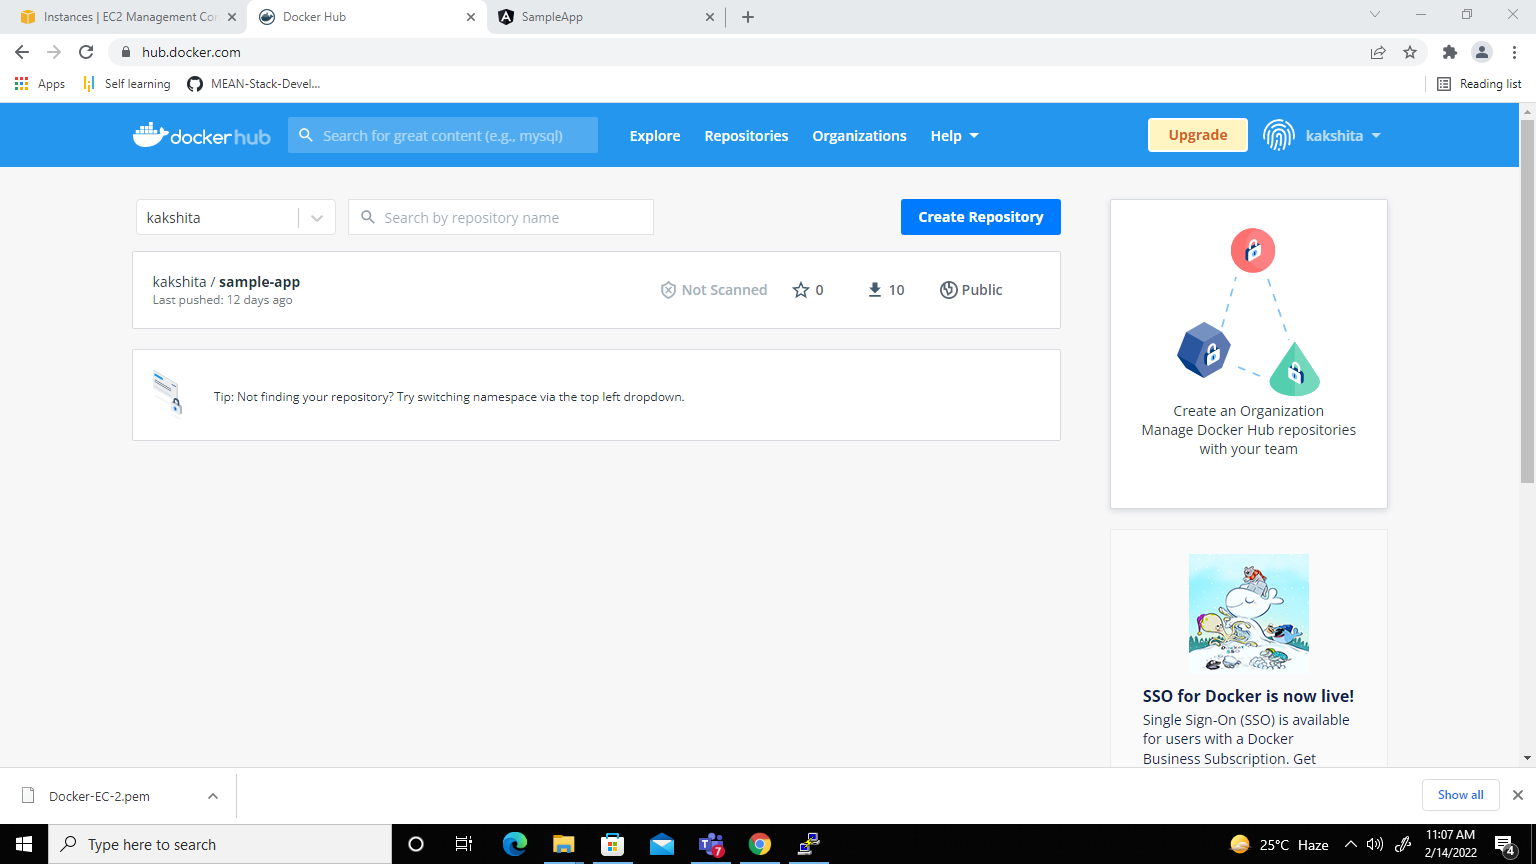 Instances | EC2 Management Con
Docker Hub
SampleApp
hub.docker.com
Apps
Self learning
MEAN-Stack-Devel...
Reading list
docker hub
Search for great content (e.g., mysql)
Explore
Repositories
Organizations
Help
Upgrade
kakshita
kakshita
Search by repository name
Create Repository
kakshita / sample-app
Last pushed: 12 days ago
Not Scanned
0
10
Public
Tip: Not finding your repository? Try switching namespace via the top left dropdown.
Create an Organization
Manage Docker Hub repositories
with your team
SSO for Docker is now live!
Single Sign-On (SSO) is available
for users with a Docker
Business Subscription. Get
Docker-EC-2.pem
Show all
Type here to search
7
25°C Haze
11:07 AM
2/14/2022
4